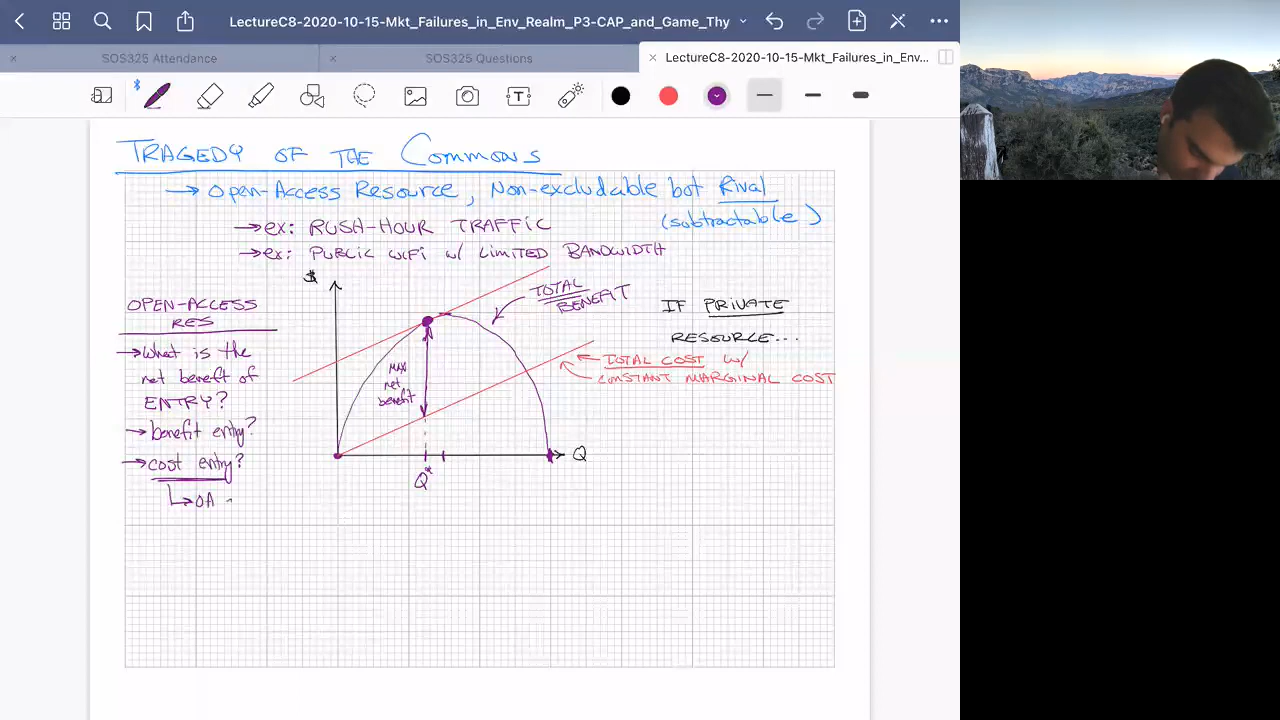 LectureC8-2020-10-15-Mkt_Failures_in_Env_Realm_P3-CAP_and_Game_Thy
SOS325 Attendance
SOS325 Questions
LectureC8-2020-10-15-Mkt_Failures_in_Env...
TRAGEDY OF THE COMMONS
→ OPEN-ACCESS RESOURCE, NON-excludable but Rival
(subtractable)
→ex: RUSH-HOUR TRAFFIC
→ex: PUBLIC WIFI w/ LIMITED BANDWIDTH
$
TOTAL
BENEFIT
OPEN-ACCESS
RES
→What is the
net benefit of
ENTRY?
→benefit entry?
→cost entry?
↳OA -
MAX
net
benefit
Q*
Q
IF PRIVATE
RESOURCE...
← TOTAL COST w/
CONSTANT MARGINAL COST